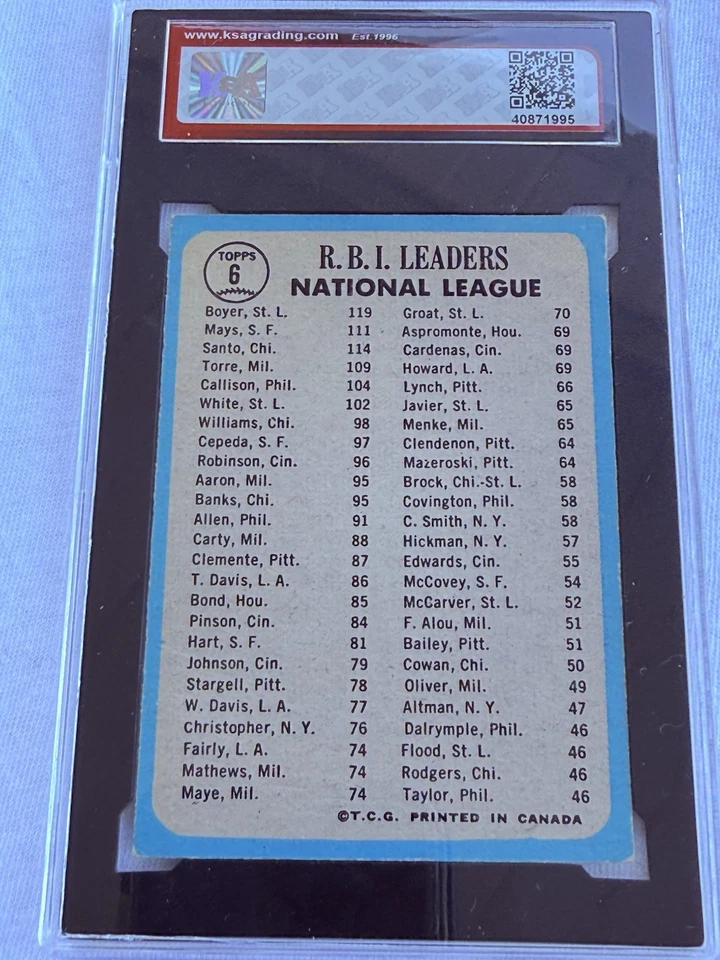 www.ksagrading.com Est.1996
KSA
40871995
TOPPS
6
R.B.I. LEADERS
NATIONAL LEAGUE
Boyer, St. L. 119
Mays, S. F. 111
Santo, Chi. 114
Torre, Mil. 109
Callison, Phil. 104
White, St. L. 102
Williams, Chi. 98
Cepeda, S. F. 97
Robinson, Cin. 96
Aaron, Mil. 95
Banks, Chi. 95
Allen, Phil. 91
Carty, Mil. 88
Clemente, Pitt. 87
T. Davis, L. A. 86
Bond, Hou. 85
Pinson, Cin. 84
Hart, S. F. 81
Johnson, Cin. 79
Stargell, Pitt. 78
W. Davis, L. A. 77
Christopher, N. Y. 76
Fairly, L. A. 74
Mathews, Mil. 74
Maye, Mil. 74
Groat, St. L. 70
Aspromonte, Hou. 69
Cardenas, Cin. 69
Howard, L. A. 69
Lynch, Pitt. 66
Javier, St. L. 65
Menke, Mil. 65
Clendenon, Pitt. 64
Mazeroski, Pitt. 64
Brock, Chi.-St. L. 58
Covington, Phil. 58
C. Smith, N. Y. 58
Hickman, N. Y. 57
Edwards, Cin. 55
McCovey, S. F. 54
McCarver, St. L. 52
F. Alou, Mil. 51
Bailey, Pitt. 51
Cowan, Chi. 50
Oliver, Mil. 49
Altman, N. Y. 47
Dalrymple, Phil. 46
Flood, St. L. 46
Rodgers, Chi. 46
Taylor, Phil. 46
©T.C.G. PRINTED IN CANADA